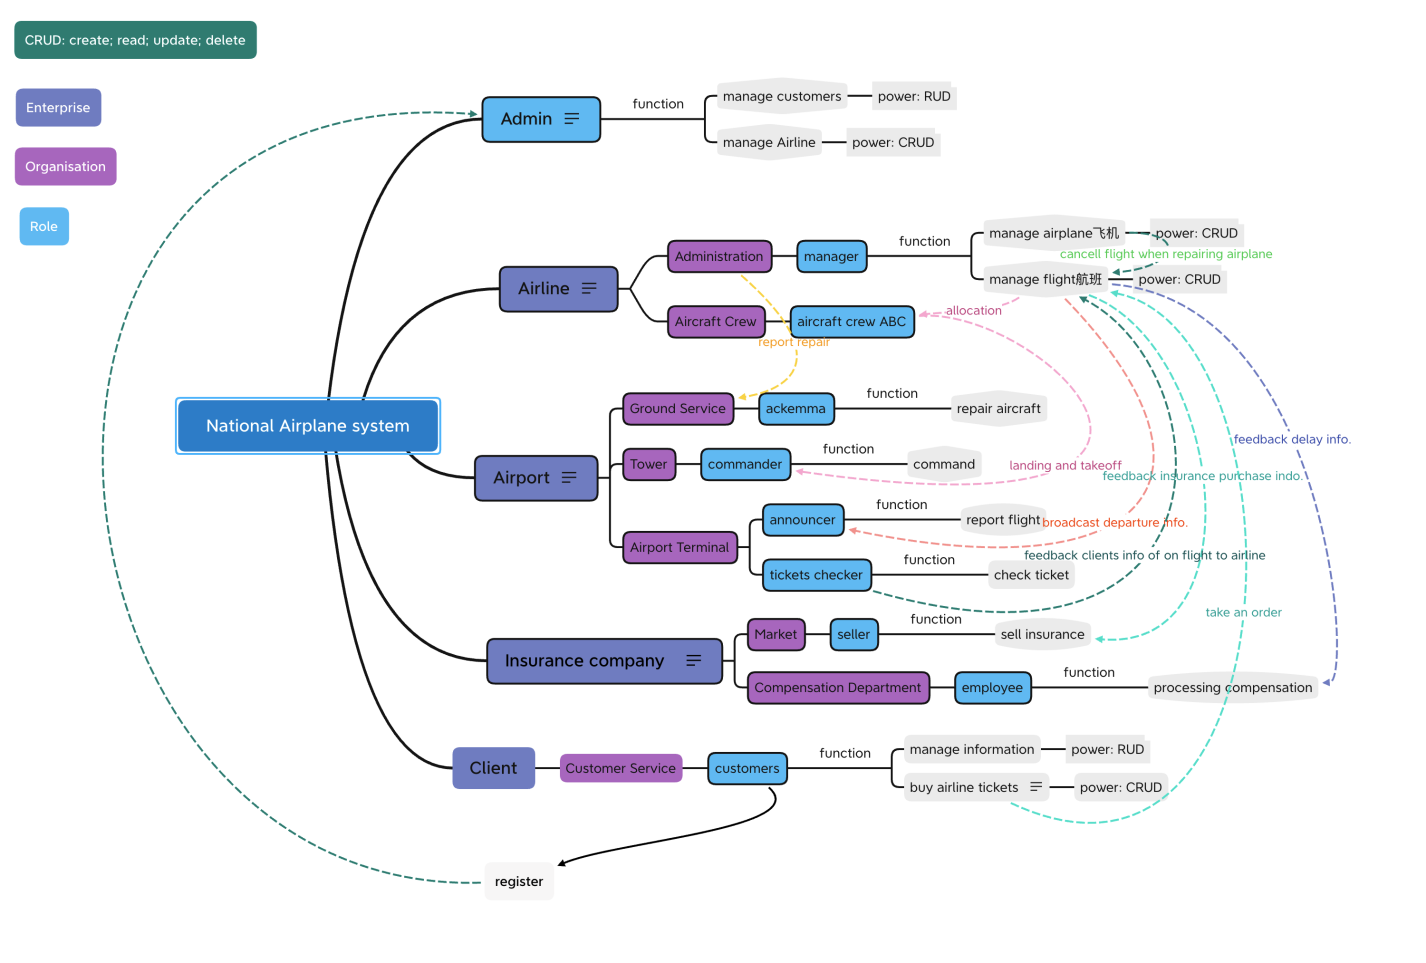 CRUD: create; read; update; delete
Enterprise
Organisation
Role
National Airplane system
Admin
function
manage customers
power: RUD
manage Airline
power: CRUD
Airline
Administration
manager
function
manage airplane飞机
power: CRUD
cancell flight when repairing airplane
manage flight航班
power: CRUD
Aircraft Crew
aircraft crew ABC
allocation
report repair
Airport
Ground Service
ackemma
function
repair aircraft
Tower
commander
function
command
landing and takeoff
feedback delay info.
feedback insurance purchase indo.
Airport Terminal
announcer
function
report flight
broadcast departure info.
feedback clients info of on flight to airline
tickets checker
function
check ticket
take an order
Insurance company
Market
seller
function
sell insurance
Compensation Department
employee
function
processing compensation
Client
Customer Service
customers
function
manage information
power: RUD
buy airline tickets
power: CRUD
register